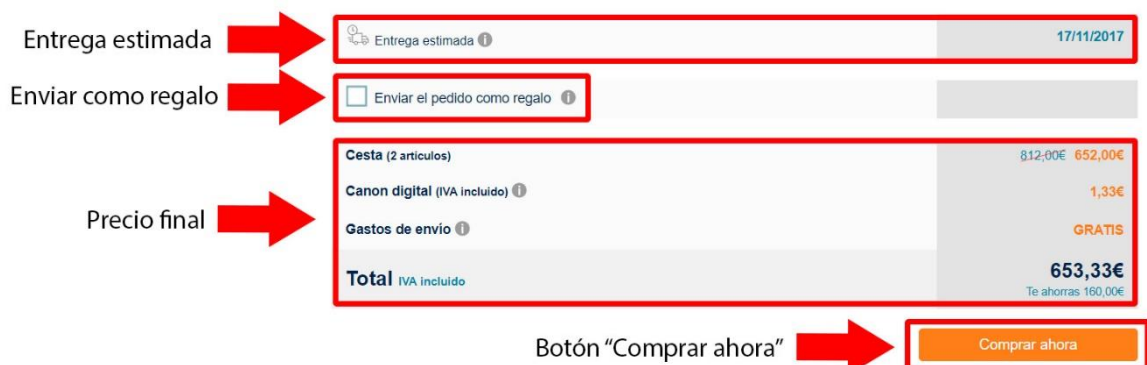 Entrega estimada
Entrega estimada
17/11/2017
Enviar como regalo
Enviar el pedido como regalo
Cesta (2 articulos)
812,00€ 652,00€
Canon digital (IVA incluido)
1,33€
Precio final
Gastos de envío
GRATIS
Total IVA incluido
653,33€
Te ahorras 160,00€
Botón “Comprar ahora”
Comprar ahora